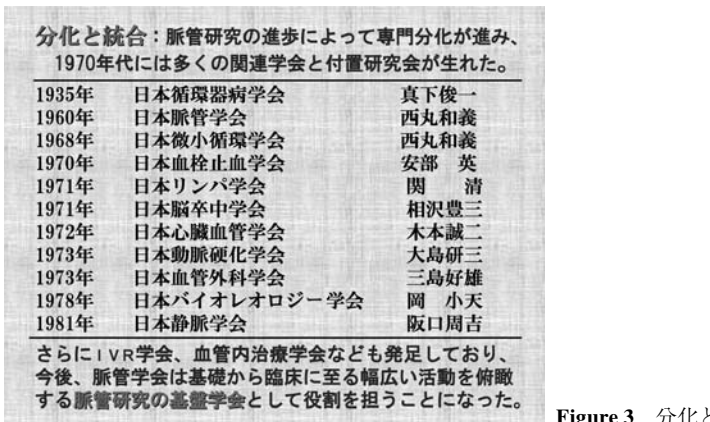 分化と統合:脈管研究の進歩によって専門分化が進み、
1970年代には多くの関連学会と付置研究会が生れた。
1935年 日本循環器病学会 真下俊一
1960年 日本脈管学会 西丸和義
1968年 日本微小循環学会 西丸和義
1970年 日本血栓止血学会 安部 英
1971年 日本リンパ学会 関 清
1971年 日本脳卒中学会 相沢豊三
1972年 日本心臓血管学会 木本誠二
1973年 日本動脈硬化学会 大島研三
1973年 日本血管外科学会 三島好雄
1978年 日本バイオレオロジー学会 岡 小天
1981年 日本静脈学会 阪口周吉
さらにIVR学会、血管内治療学会なども発足しており、
今後、脈管学会は基礎から臨床に至る幅広い活動を俯瞰
する脈管研究の基盤学会として役割を担うことになった。
Figure 3 分化と